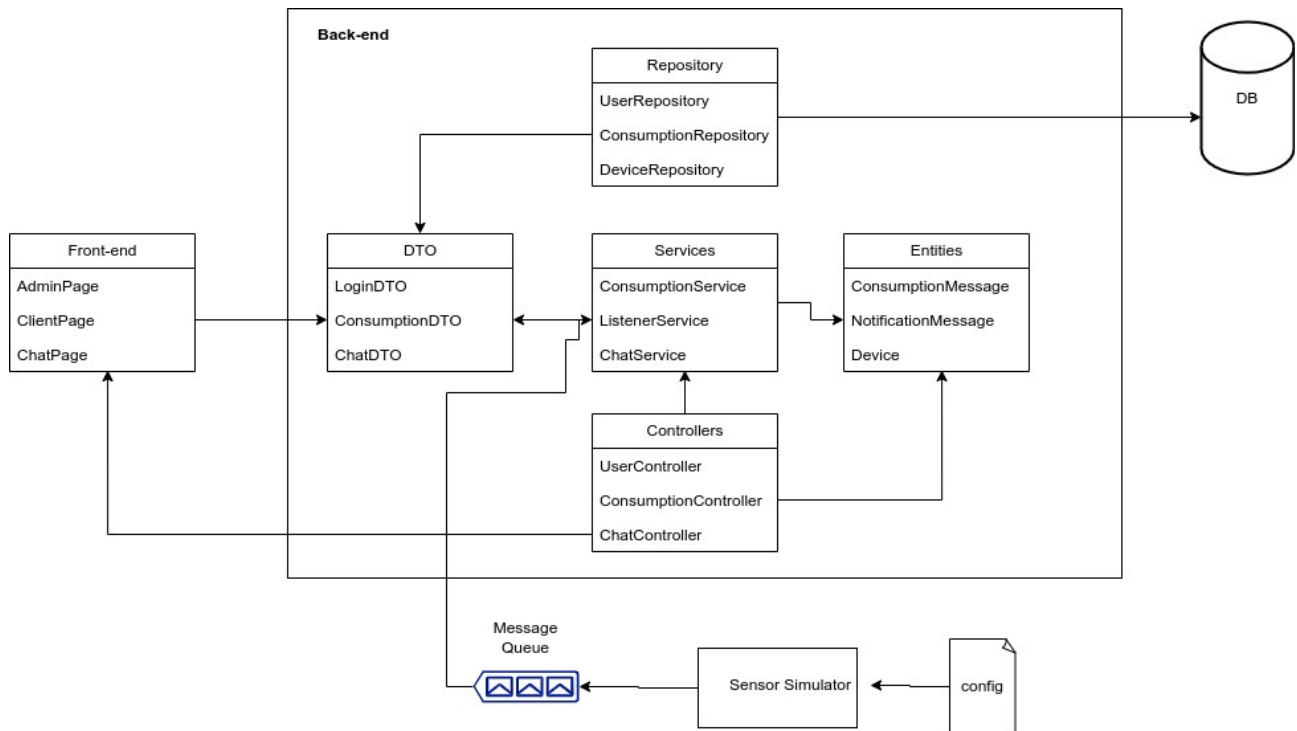 Back-end
Repository
UserRepository
ConsumptionRepository
DeviceRepository
DB
Front-end
AdminPage
ClientPage
ChatPage
DTO
LoginDTO
ConsumptionDTO
ChatDTO
Services
ConsumptionService
ListenerService
ChatService
Entities
ConsumptionMessage
NotificationMessage
Device
Controllers
UserController
ConsumptionController
ChatController
Message
Queue
Sensor Simulator
config